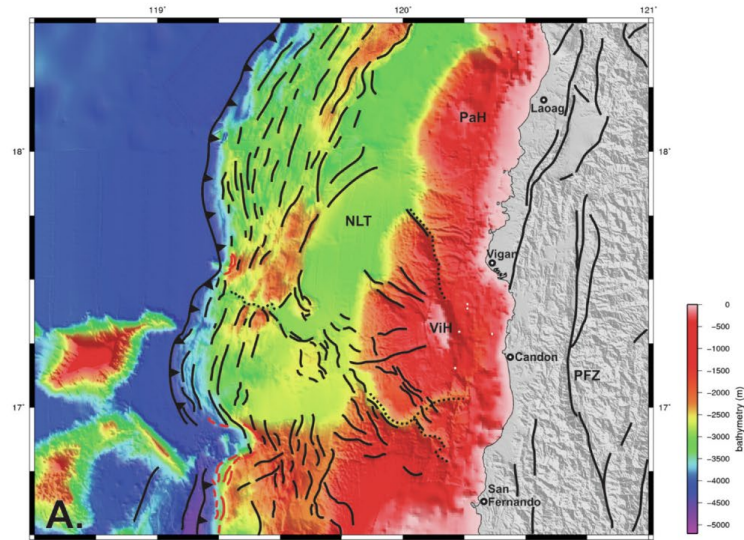 119˚
120˚
121˚
Laoag
PaH
18˚
NLT
Vigan
0
-500
-1000
-1500
-2000
-2500
-3000
-3500
-4000
-4500
-5000
bathymetry (m)
ViH
Candon
PFZ
17˚
San
Fernando
A.
18˚
17˚